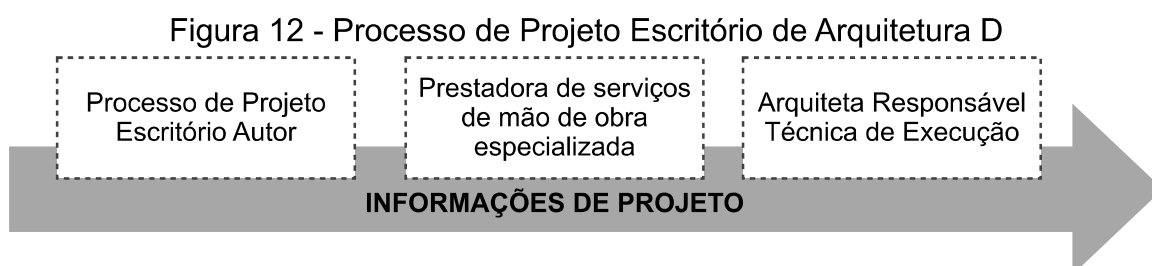 Figura 12 - Processo de Projeto Escritório de Arquitetura D
Processo de Projeto
Escritório Autor
Prestadora de serviços
de mão de obra
especializada
Arquiteta Responsável
Técnica de Execução
INFORMAÇÕES DE PROJETO